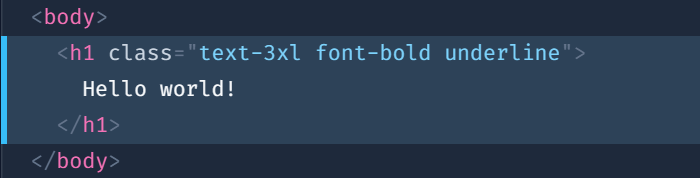 <body>
<h1 class="text-3xl font-bold underline">
Hello world!
</h1>
</body>